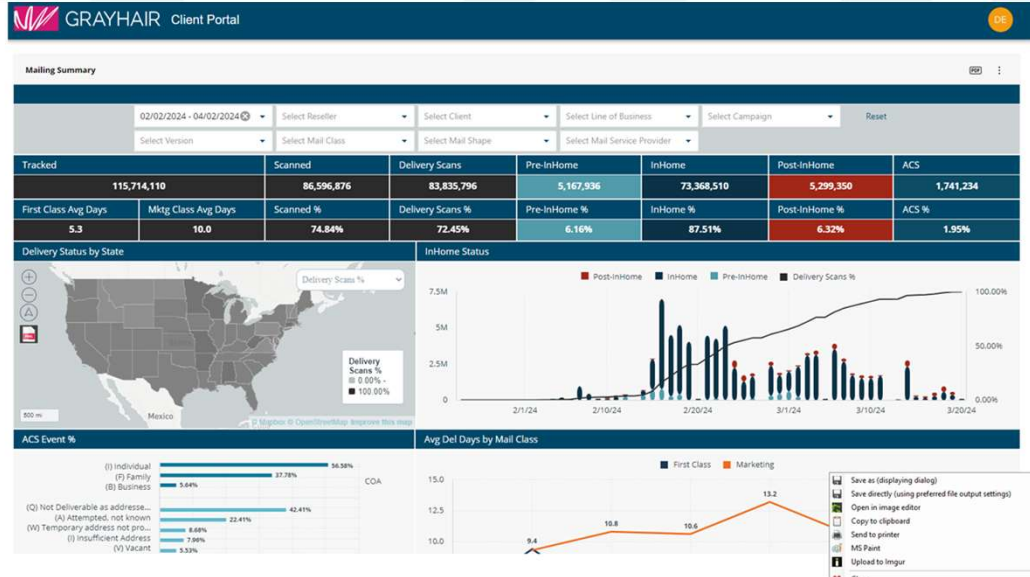 GRAYHAIR Client Portal
DE
Mailing Summary
PDF
02/02/2024 - 04/02/2024 Select Reseller Select Client Select Line of Business Select Campaign Reset
Select Version Select Mail Class Select Mail Shape Select Mail Service Provider
Tracked Scanned Delivery Scans Pre-InHome InHome Post-InHome ACS
115,714,110 86,596,876 83,835,796 5,167,936 73,368,510 5,299,350 1,741,234
First Class Avg Days Mktg Class Avg Days Scanned % Delivery Scans % Pre-InHome % InHome % Post-InHome % ACS %
5.3 10.0 74.84% 72.45% 6.16% 87.51% 6.32% 1.95%
Delivery Status by State
Delivery Scans %
Delivery
Scans %
0.00% -
100.00%
500 mi
Mexico
© Mapbox © OpenStreetMap Improve this map
InHome Status
Post-InHome InHome Pre-InHome Delivery Scans %
7.5M 100.00%
5M
50.00%
2.5M
0 0.00%
2/1/24 2/10/24 2/20/24 3/1/24 3/10/24 3/20/24
ACS Event %
(I) Individual 56.58%
(F) Family 37.78%
(B) Business 5.64%
COA
(Q) Not Deliverable as addresse... 42.41%
(A) Attempted, not known 22.41%
(W) Temporary address not pro... 8.68%
(I) Insufficient Address 7.98%
(V) Vacant 5.53%
Avg Del Days by Mail Class
First Class Marketing
15.0
12.5
10.0
9.4
10.8
10.6
13.2
Save as (displaying dialog)
Save directly (using preferred file output settings)
Open in image editor
Copy to clipboard
Send to printer
MS Paint
Upload to Imgur